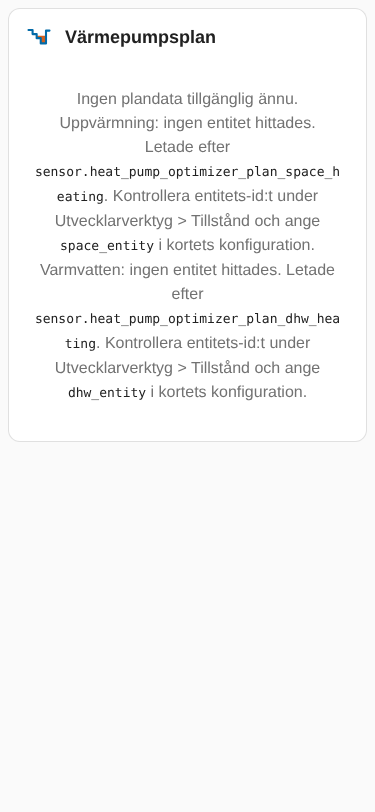 Värmepumpsplan
Ingen plandata tillgänglig ännu.
Uppvärmning: ingen entitet hittades.
Letade efter
sensor.heat_pump_optimizer_plan_space_h
eating. Kontrollera entitets-id:t under
Utvecklarverktyg > Tillstånd och ange
space_entity i kortets konfiguration.
Varmvatten: ingen entitet hittades. Letade
efter
sensor.heat_pump_optimizer_plan_dhw_hea
ting. Kontrollera entitets-id:t under
Utvecklarverktyg > Tillstånd och ange
dhw_entity i kortets konfiguration.